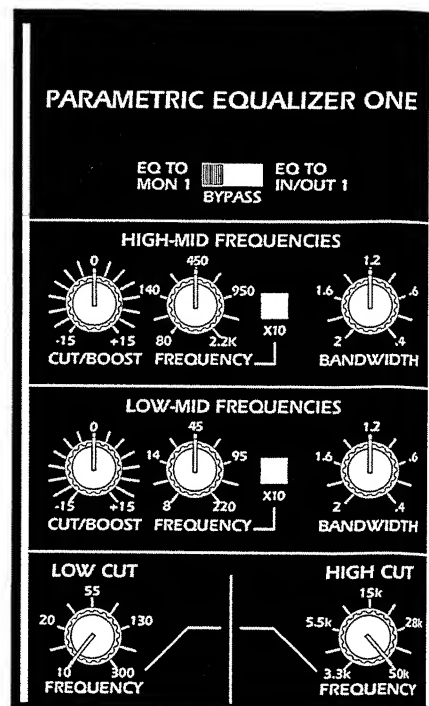 PARAMETRIC EQUALIZER ONE
EQ TO MON 1
BYPASS
EQ TO IN/OUT 1
HIGH-MID FREQUENCIES
0
-15 +15
CUT/BOOST
450
140 950
80 2.2K
FREQUENCY
X10
1.2
1.6 .6
2 .4
BANDWIDTH
LOW-MID FREQUENCIES
0
-15 +15
CUT/BOOST
45
14 95
8 220
FREQUENCY
X10
1.2
1.6 .6
2 .4
BANDWIDTH
LOW CUT
55
20 130
10 300
FREQUENCY
HIGH CUT
15k
5.5k 28k
3.3k 50k
FREQUENCY